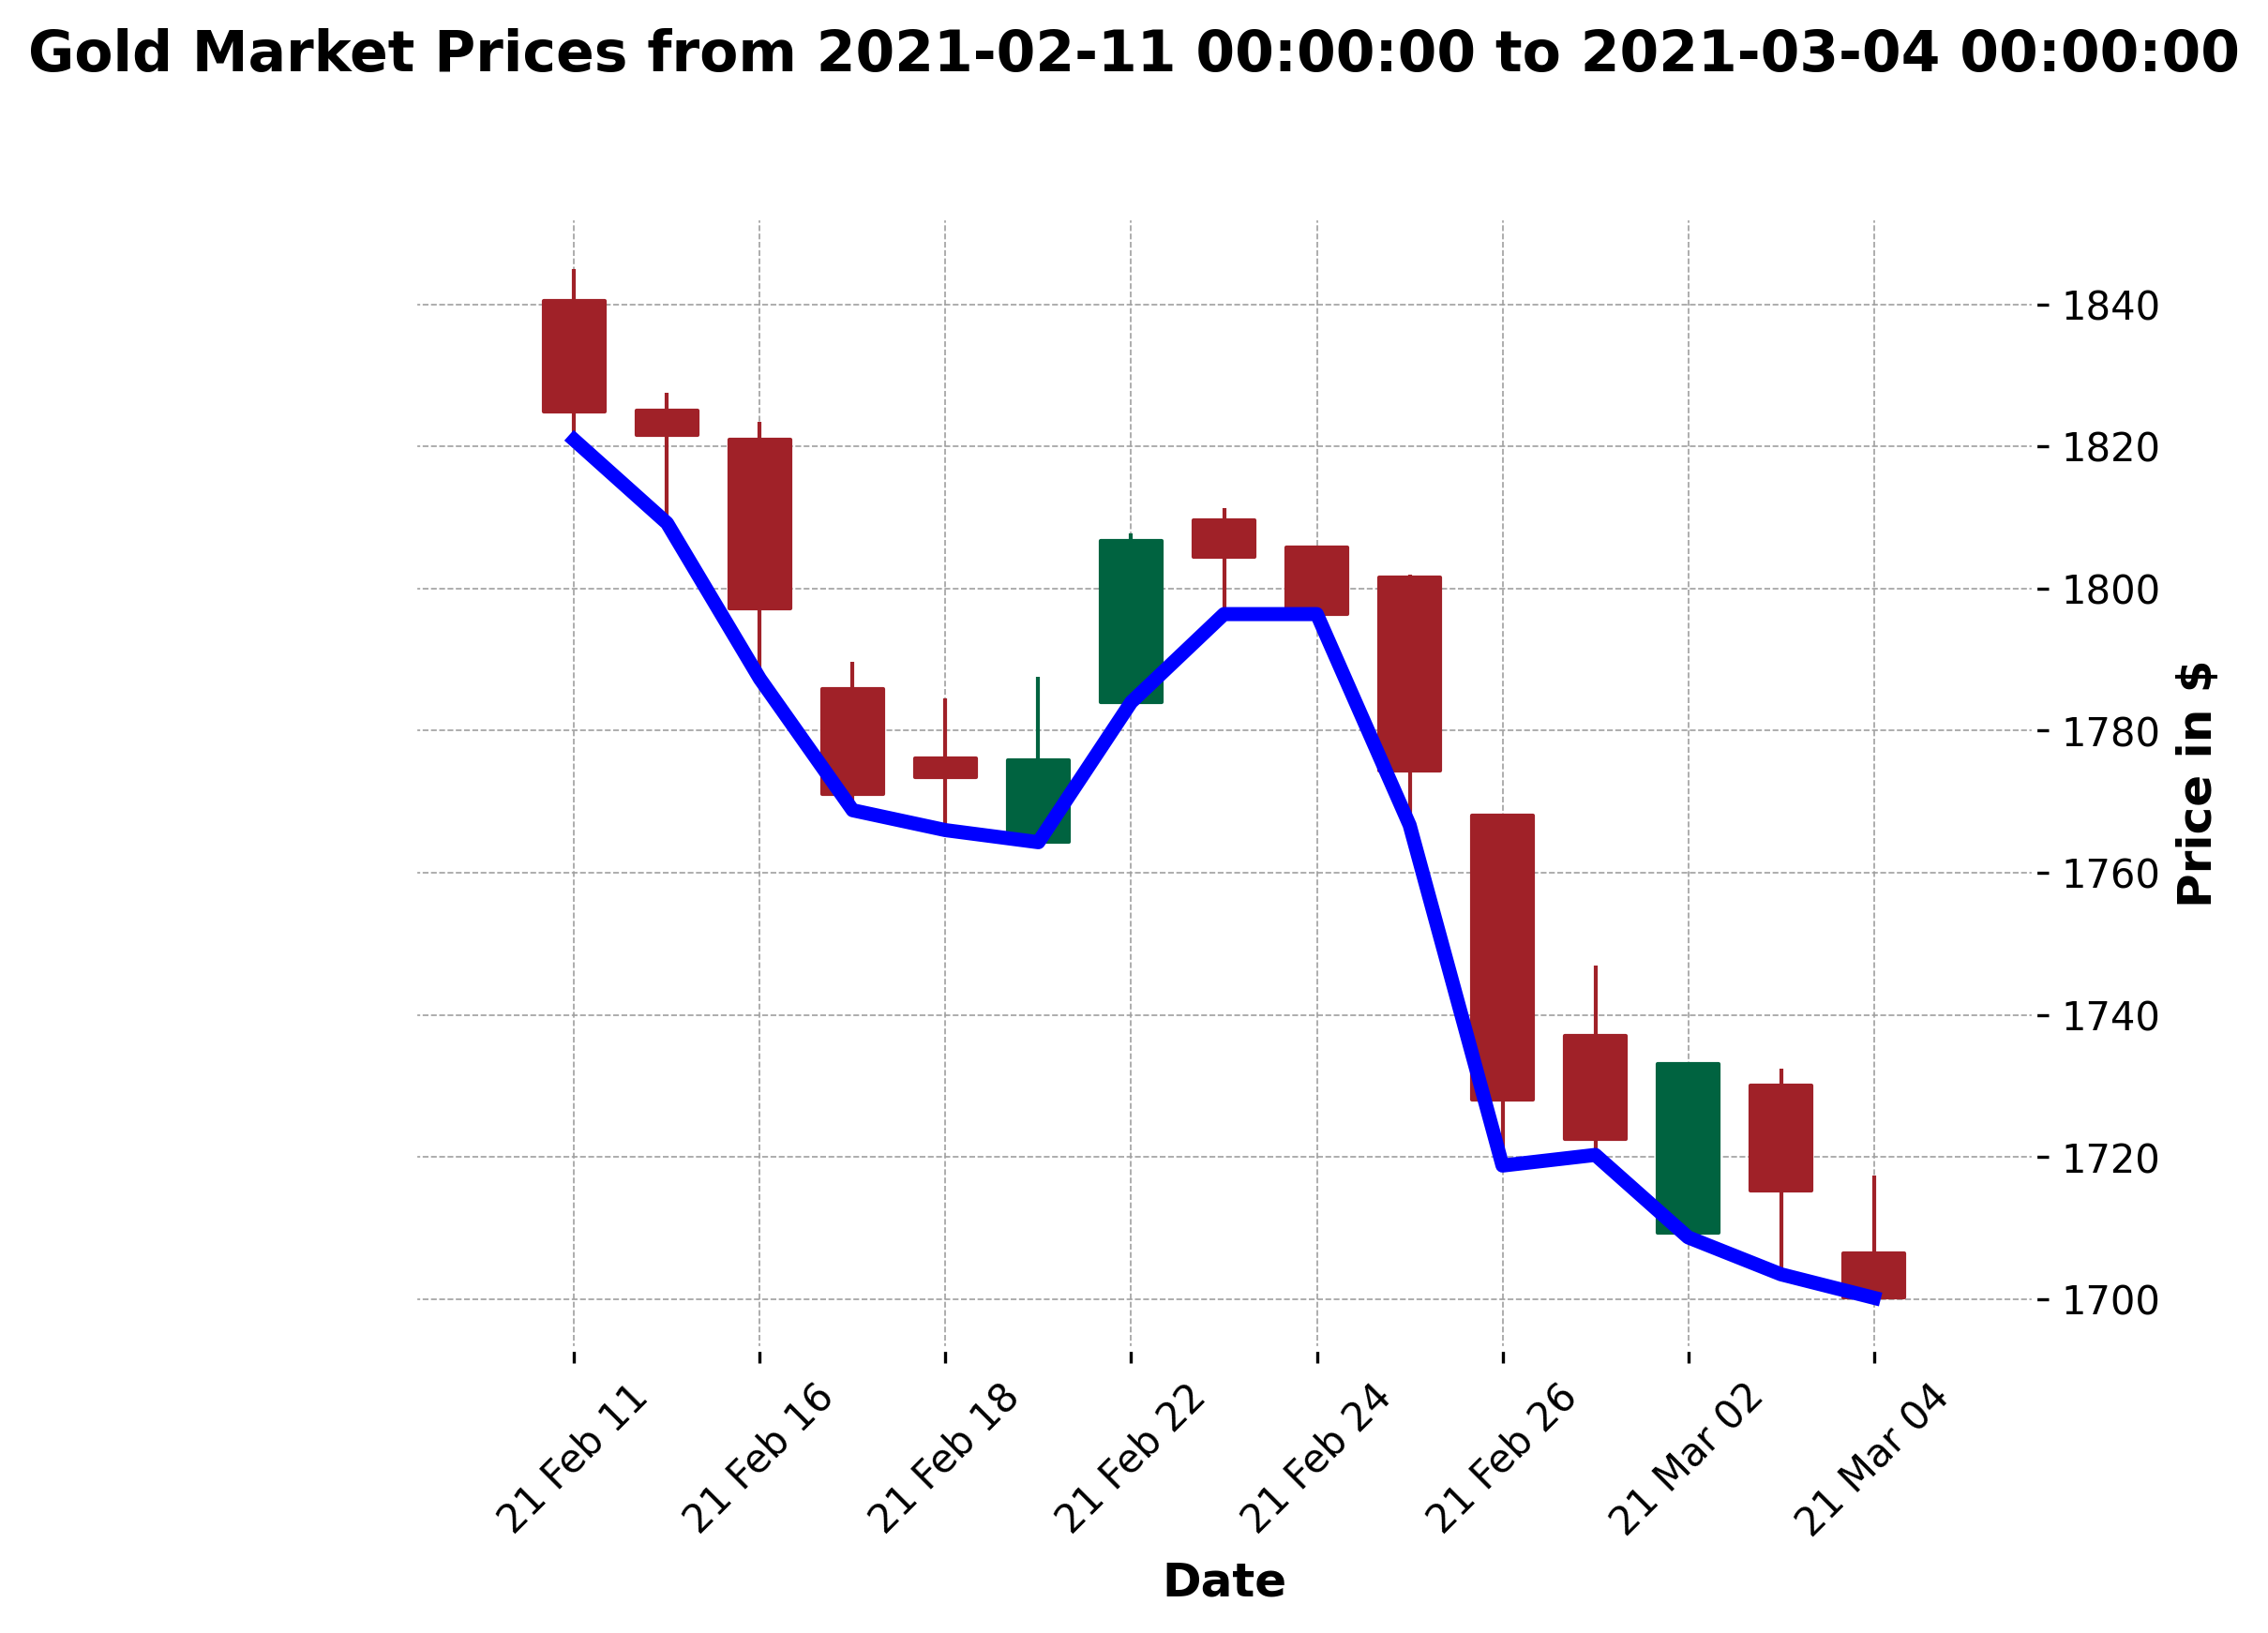 Gold Market Prices from 2021-02-11 00:00:00 to 2021-03-04 00:00:00
1840
1820
1800
1780
1760
1740
1720
1700
Price in $
21 Feb 11
21 Feb 16
21 Feb 18
21 Feb 22
21 Feb 24
21 Feb 26
21 Mar 02
21 Mar 04
Date